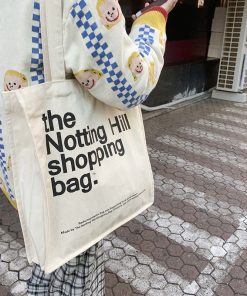 the
Notting Hill
shopping
bag.